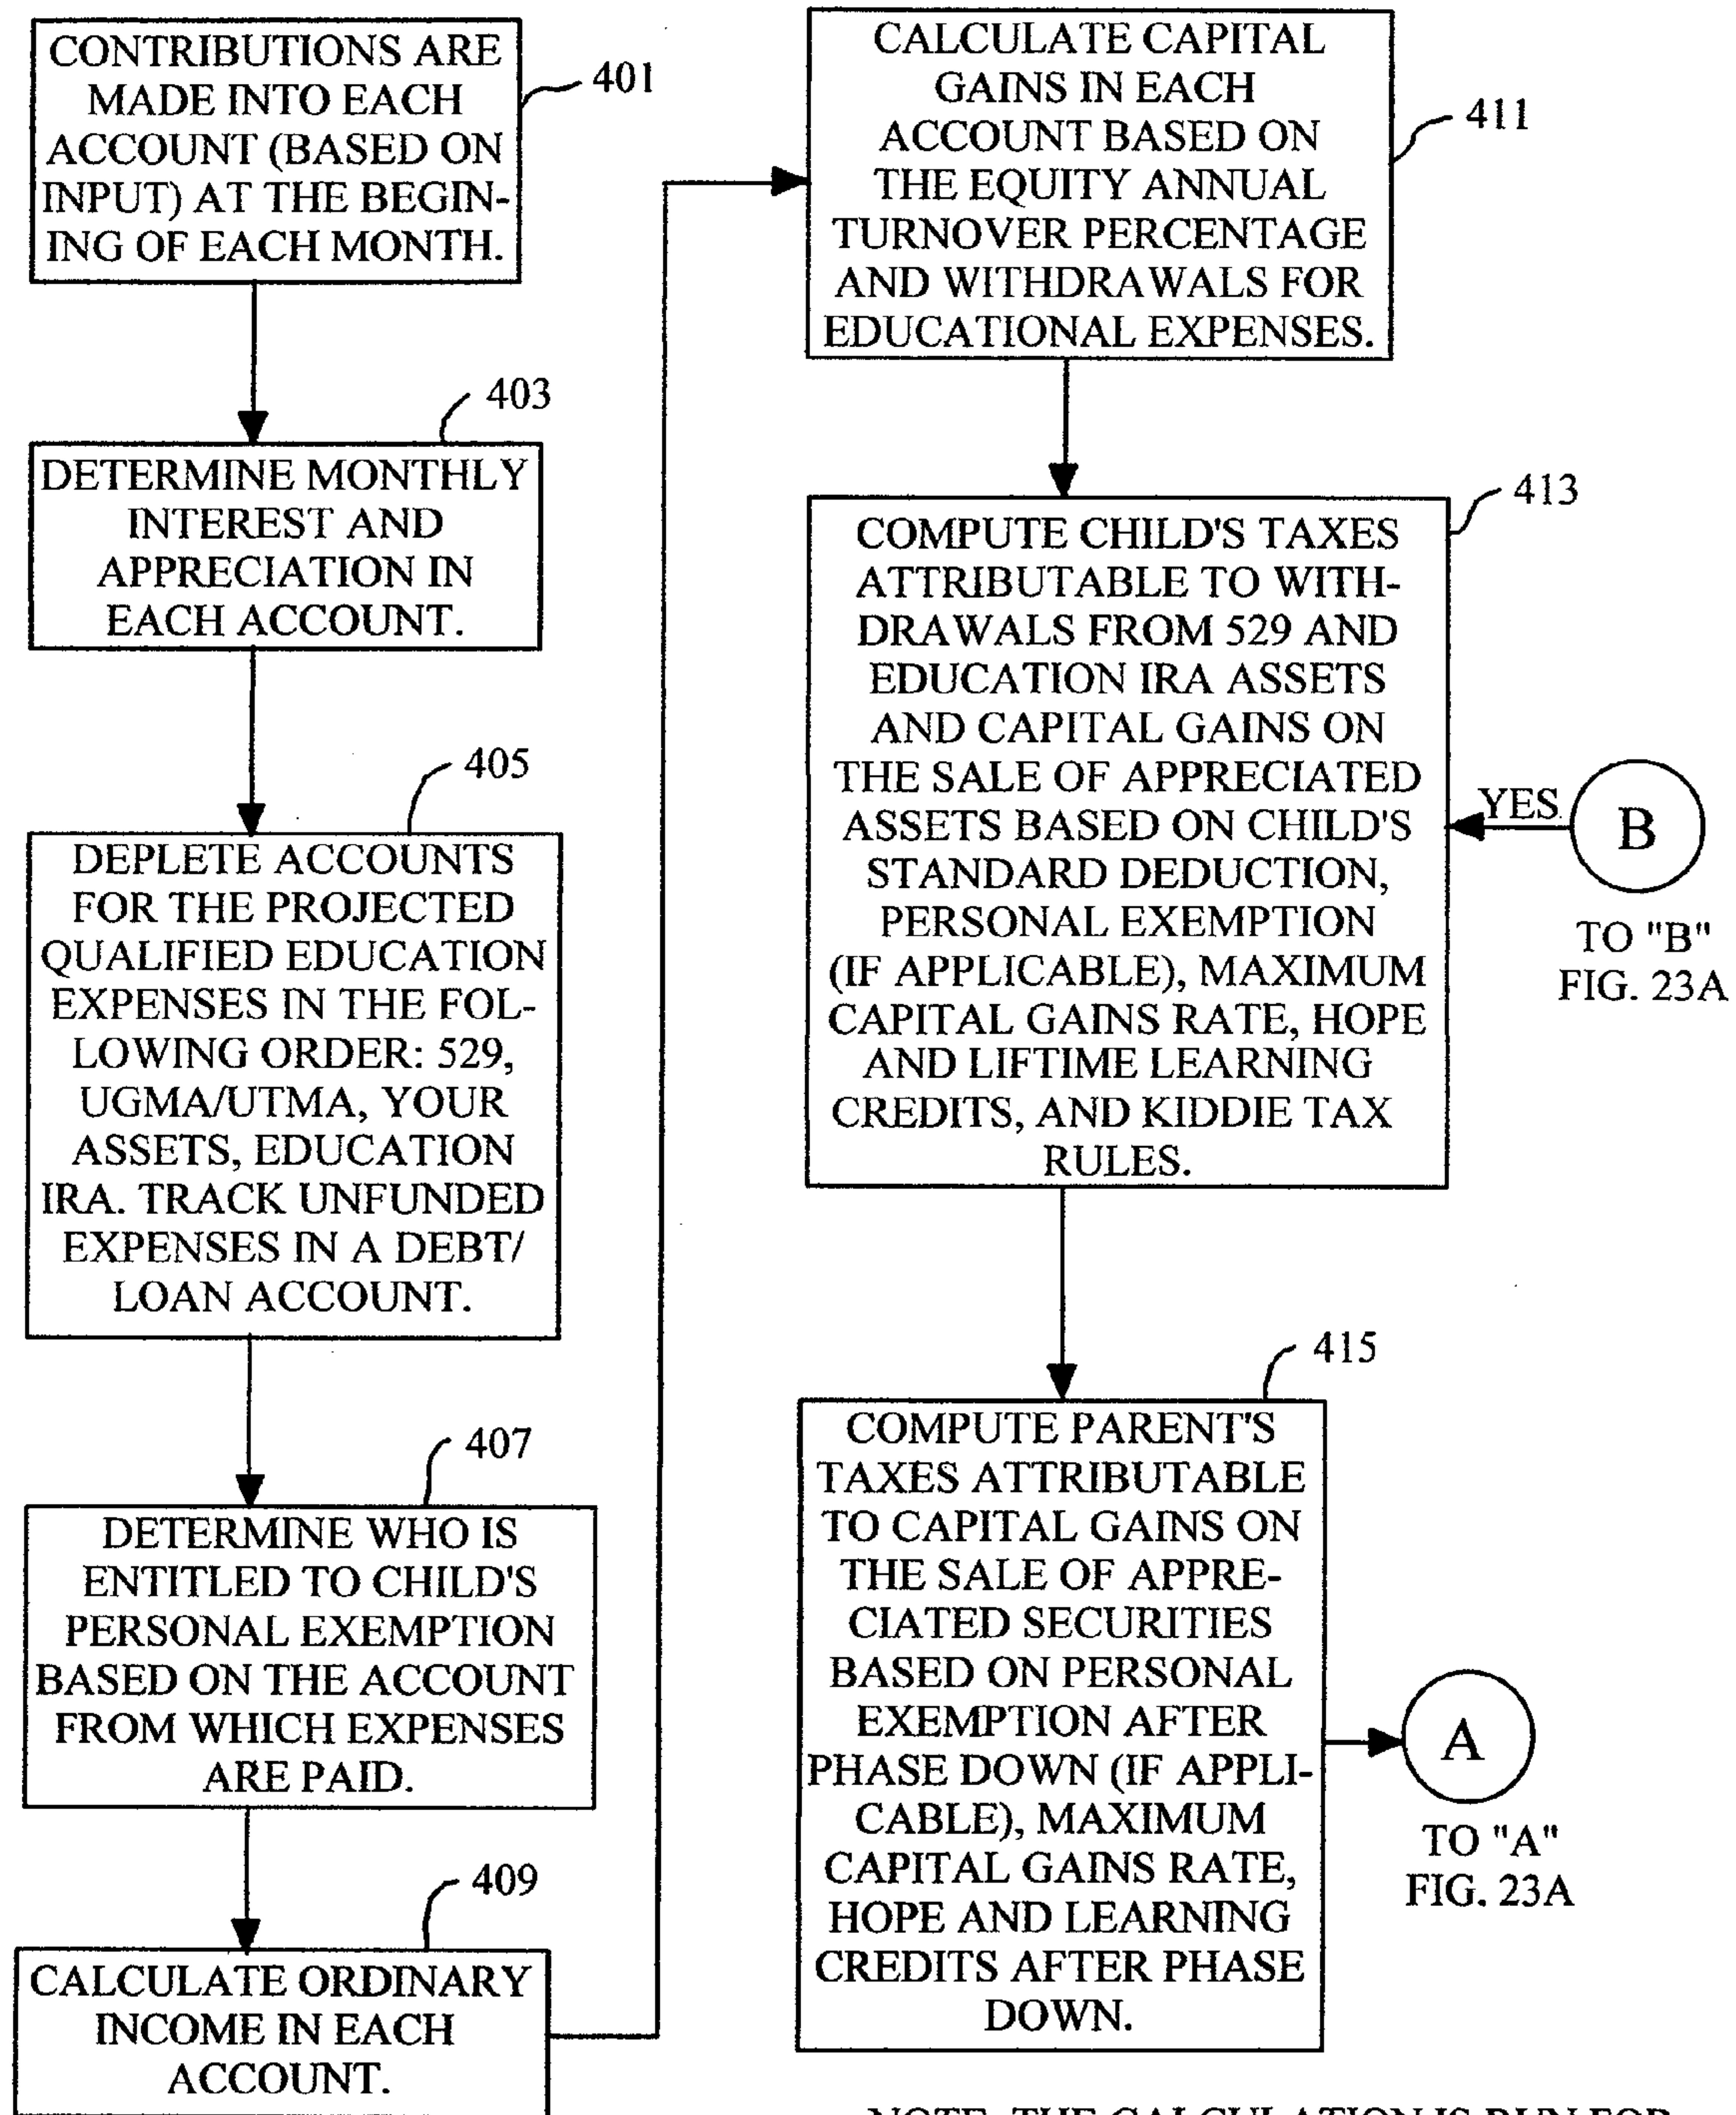 CONTRIBUTIONS ARE
MADE INTO EACH
ACCOUNT (BASED ON
INPUT) AT THE BEGIN-
ING OF EACH MONTH.
401
403
DETERMINE MONTHLY
INTEREST AND
APPRECIATION IN
EACH ACCOUNT.
405
DEPLETE ACCOUNTS
FOR THE PROJECTED
QUALIFIED EDUCATION
EXPENSES IN THE FOL-
LOWING ORDER: 529,
UGMA/UTMA, YOUR
ASSETS, EDUCATION
IRA. TRACK UNFUNDED
EXPENSES IN A DEBT/
LOAN ACCOUNT.
407
DETERMINE WHO IS
ENTITLED TO CHILD'S
PERSONAL EXEMPTION
BASED ON THE ACCOUNT
FROM WHICH EXPENSES
ARE PAID.
409
CALCULATE ORDINARY
INCOME IN EACH
ACCOUNT.
CALCULATE CAPITAL
GAINS IN EACH
ACCOUNT BASED ON
THE EQUITY ANNUAL
TURNOVER PERCENTAGE
AND WITHDRAWALS FOR
EDUCATIONAL EXPENSES.
411
413
COMPUTE CHILD'S TAXES
ATTRIBUTABLE TO WITH-
DRAWALS FROM 529 AND
EDUCATION IRA ASSETS
AND CAPITAL GAINS ON
THE SALE OF APPRECIATED
ASSETS BASED ON CHILD'S
STANDARD DEDUCTION,
PERSONAL EXEMPTION
(IF APPLICABLE), MAXIMUM
CAPITAL GAINS RATE, HOPE
AND LIFTIME LEARNING
CREDITS, AND KIDDIE TAX
RULES.
YES
B
TO "B"
FIG. 23A
415
COMPUTE PARENT'S
TAXES ATTRIBUTABLE
TO CAPITAL GAINS ON
THE SALE OF APPRE-
CIATED SECURITIES
BASED ON PERSONAL
EXEMPTION AFTER
PHASE DOWN (IF APPLI-
CABLE), MAXIMUM
CAPITAL GAINS RATE,
HOPE AND LEARNING
CREDITS AFTER PHASE
DOWN.
A
TO "A"
FIG. 23A
NOTE: THE CALCULATION IS RUN FOR